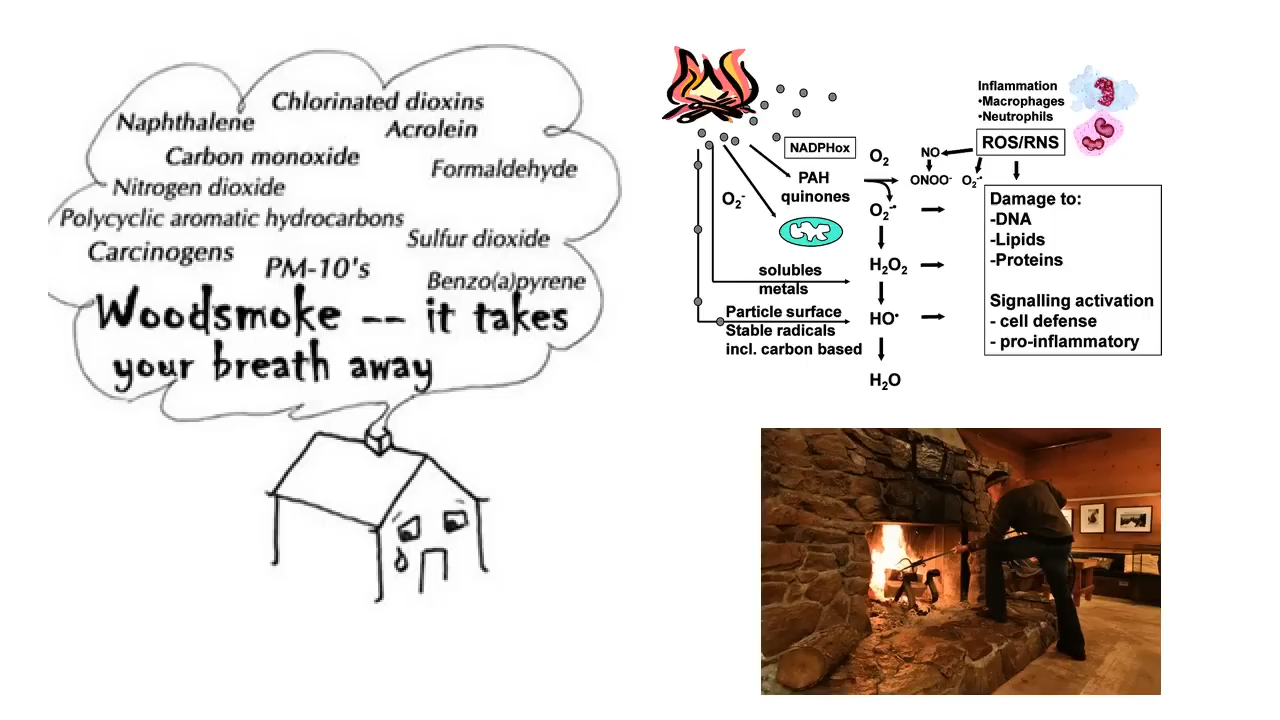 Chlorinated dioxins
Naphthalene
Acrolein
Carbon monoxide
Formaldehyde
Nitrogen dioxide
Polycyclic aromatic hydrocarbons
Sulfur dioxide
Carcinogens
PM-10's
Benzo(a)pyrene
Woodsmoke -- it takes
your breath away
Inflammation
•Macrophages
•Neutrophils
ROS/RNS
NADPHox
O₂
NO
PAH
quinones
ONOO⁻
O₂⁻•
O₂⁻
O₂⁻•
H₂O₂
solubles
metals
Particle surface
Stable radicals
incl. carbon based
HO•
H₂O
Damage to:
-DNA
-Lipids
-Proteins
Signalling activation
- cell defense
- pro-inflammatory